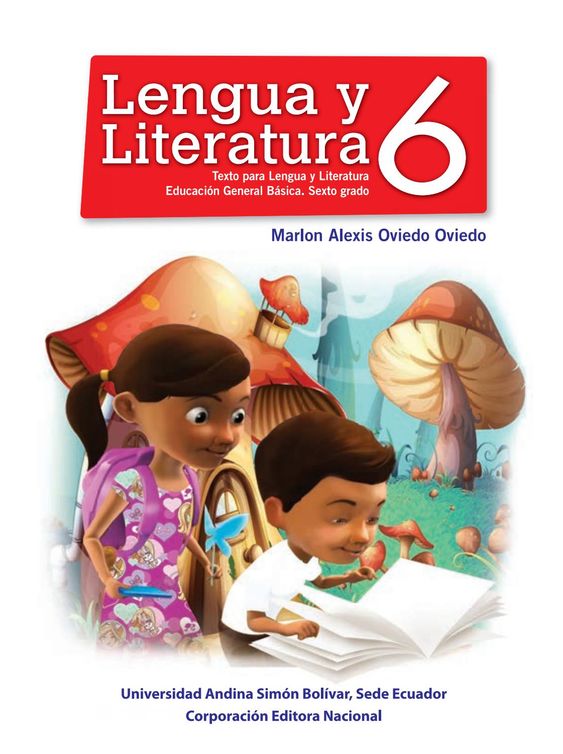 Lengua y
Literatura 6
Texto para Lengua y Literatura
Educación General Básica. Sexto grado
Marlon Alexis Oviedo Oviedo
Universidad Andina Simón Bolívar, Sede Ecuador
Corporación Editora Nacional